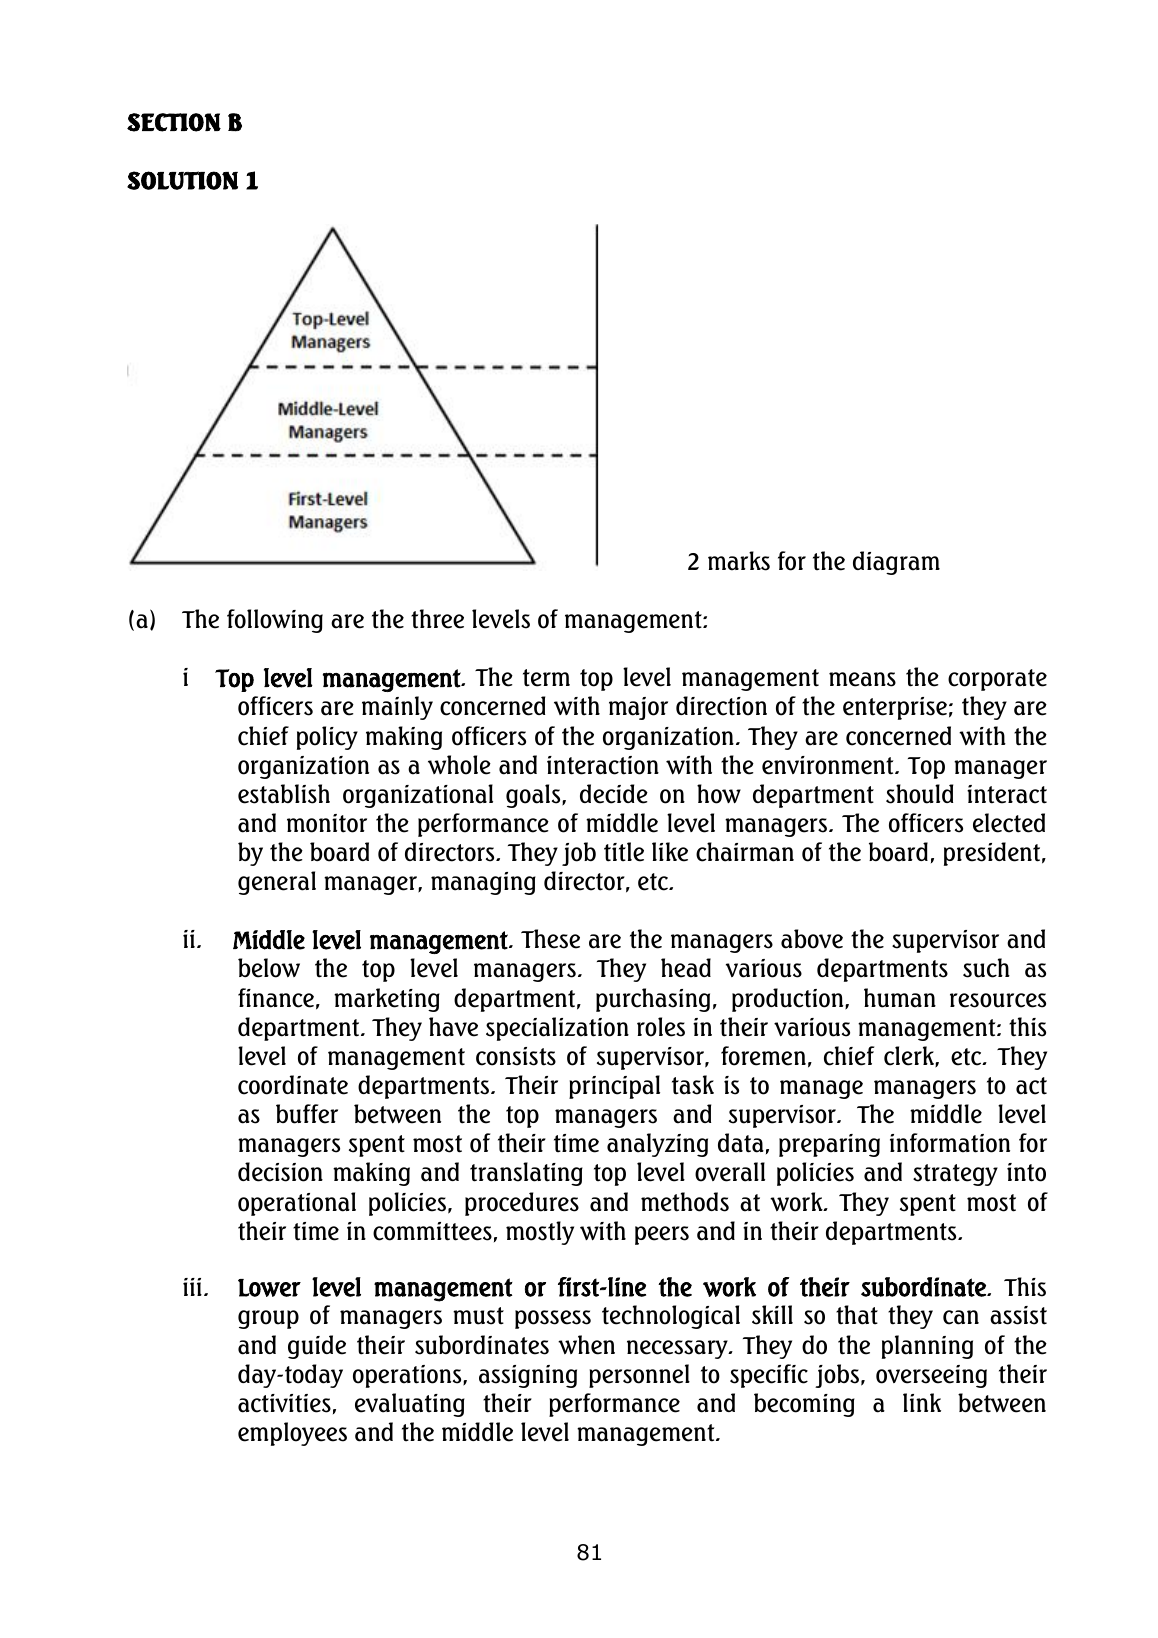 SECTION B
SOLUTION 1
Top-Level
Managers
Middle-Level
Managers
First-Level
Managers
2 marks for the diagram
(a) The following are the three levels of management:
i Top level management. The term top level management means the corporate
officers are mainly concerned with major direction of the enterprise; they are
chief policy making officers of the organization. They are concerned with the
organization as a whole and interaction with the environment. Top manager
establish organizational goals, decide on how department should interact
and monitor the performance of middle level managers. The officers elected
by the board of directors. They job title like chairman of the board, president,
general manager, managing director, etc.
ii. Middle level management. These are the managers above the supervisor and
below the top level managers. They head various departments such as
finance, marketing department, purchasing, production, human resources
department. They have specialization roles in their various management: this
level of management consists of supervisor, foremen, chief clerk, etc. They
coordinate departments. Their principal task is to manage managers to act
as buffer between the top managers and supervisor. The middle level
managers spent most of their time analyzing data, preparing information for
decision making and translating top level overall policies and strategy into
operational policies, procedures and methods at work. They spent most of
their time in committees, mostly with peers and in their departments.
iii. Lower level management or first-line the work of their subordinate. This
group of managers must possess technological skill so that they can assist
and guide their subordinates when necessary. They do the planning of the
day-today operations, assigning personnel to specific jobs, overseeing their
activities, evaluating their performance and becoming a link between
employees and the middle level management.
81